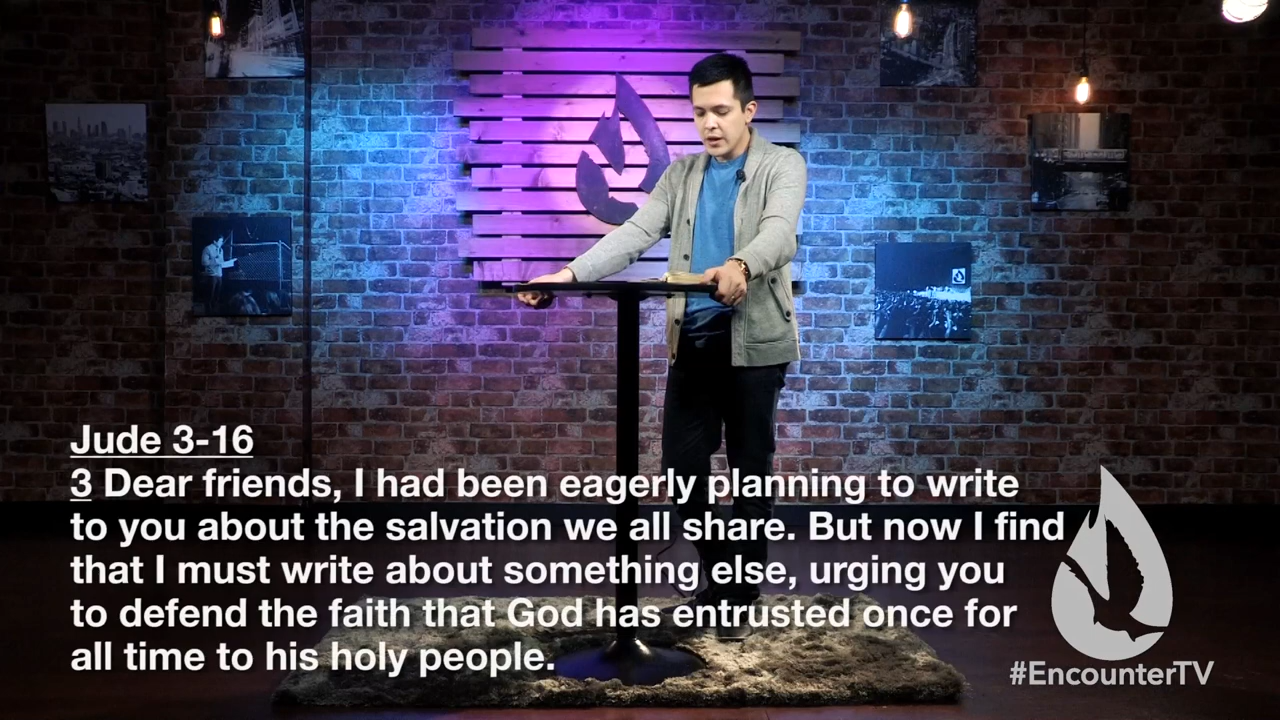 Jude 3-16
3 Dear friends, I had been eagerly planning to write
to you about the salvation we all share. But now I find
that I must write about something else, urging you
to defend the faith that God has entrusted once for
all time to his holy people.
#EncounterTV